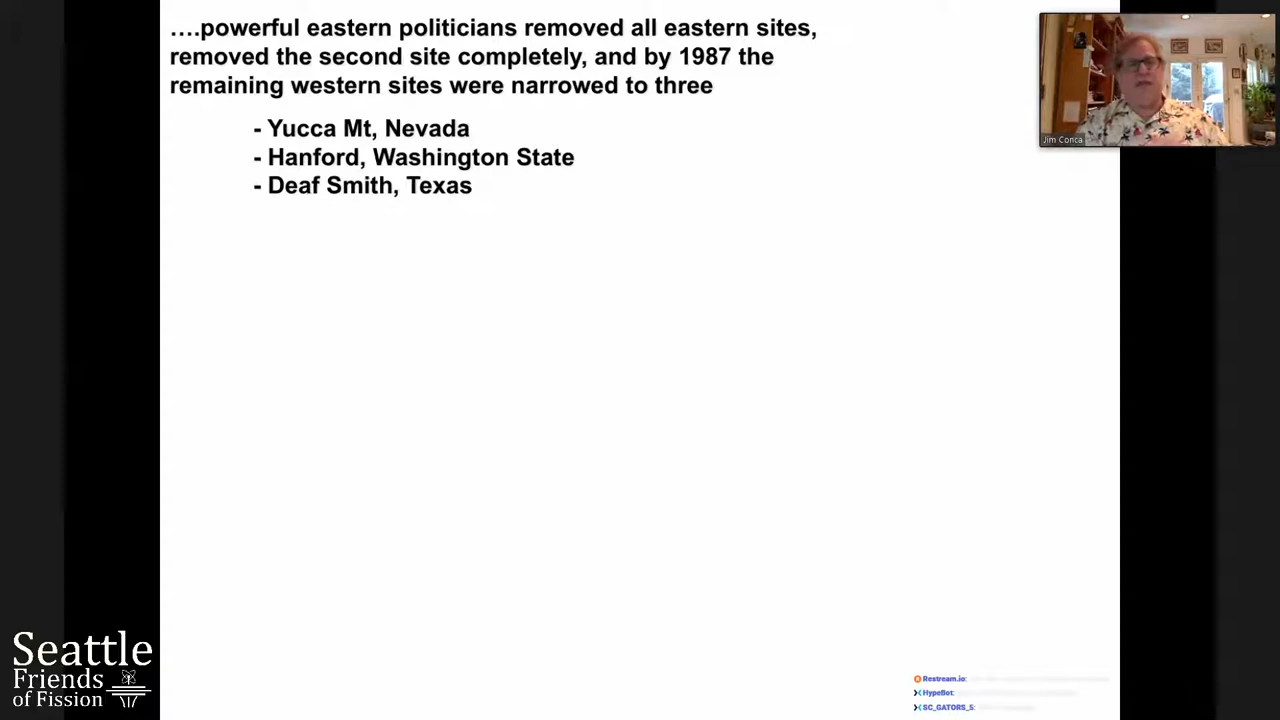 ….powerful eastern politicians removed all eastern sites,
removed the second site completely, and by 1987 the
remaining western sites were narrowed to three
- Yucca Mt, Nevada
- Hanford, Washington State
- Deaf Smith, Texas
Jim Conca
Seattle
Friends
of Fission
Restream.io:
HypeBot:
SC_GATORS_5: